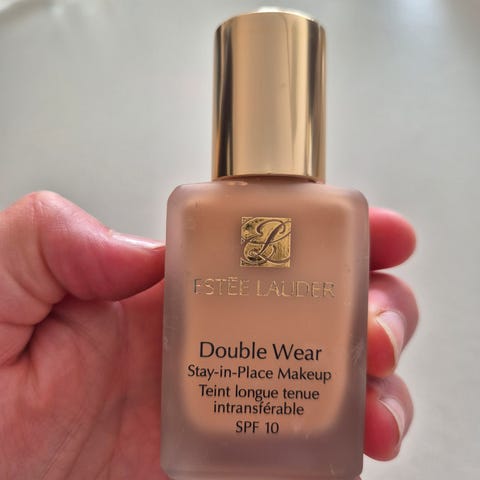 ESTĒE LAUDER
Double Wear
Stay-in-Place Makeup
Teint longue tenue
intransférable
SPF 10